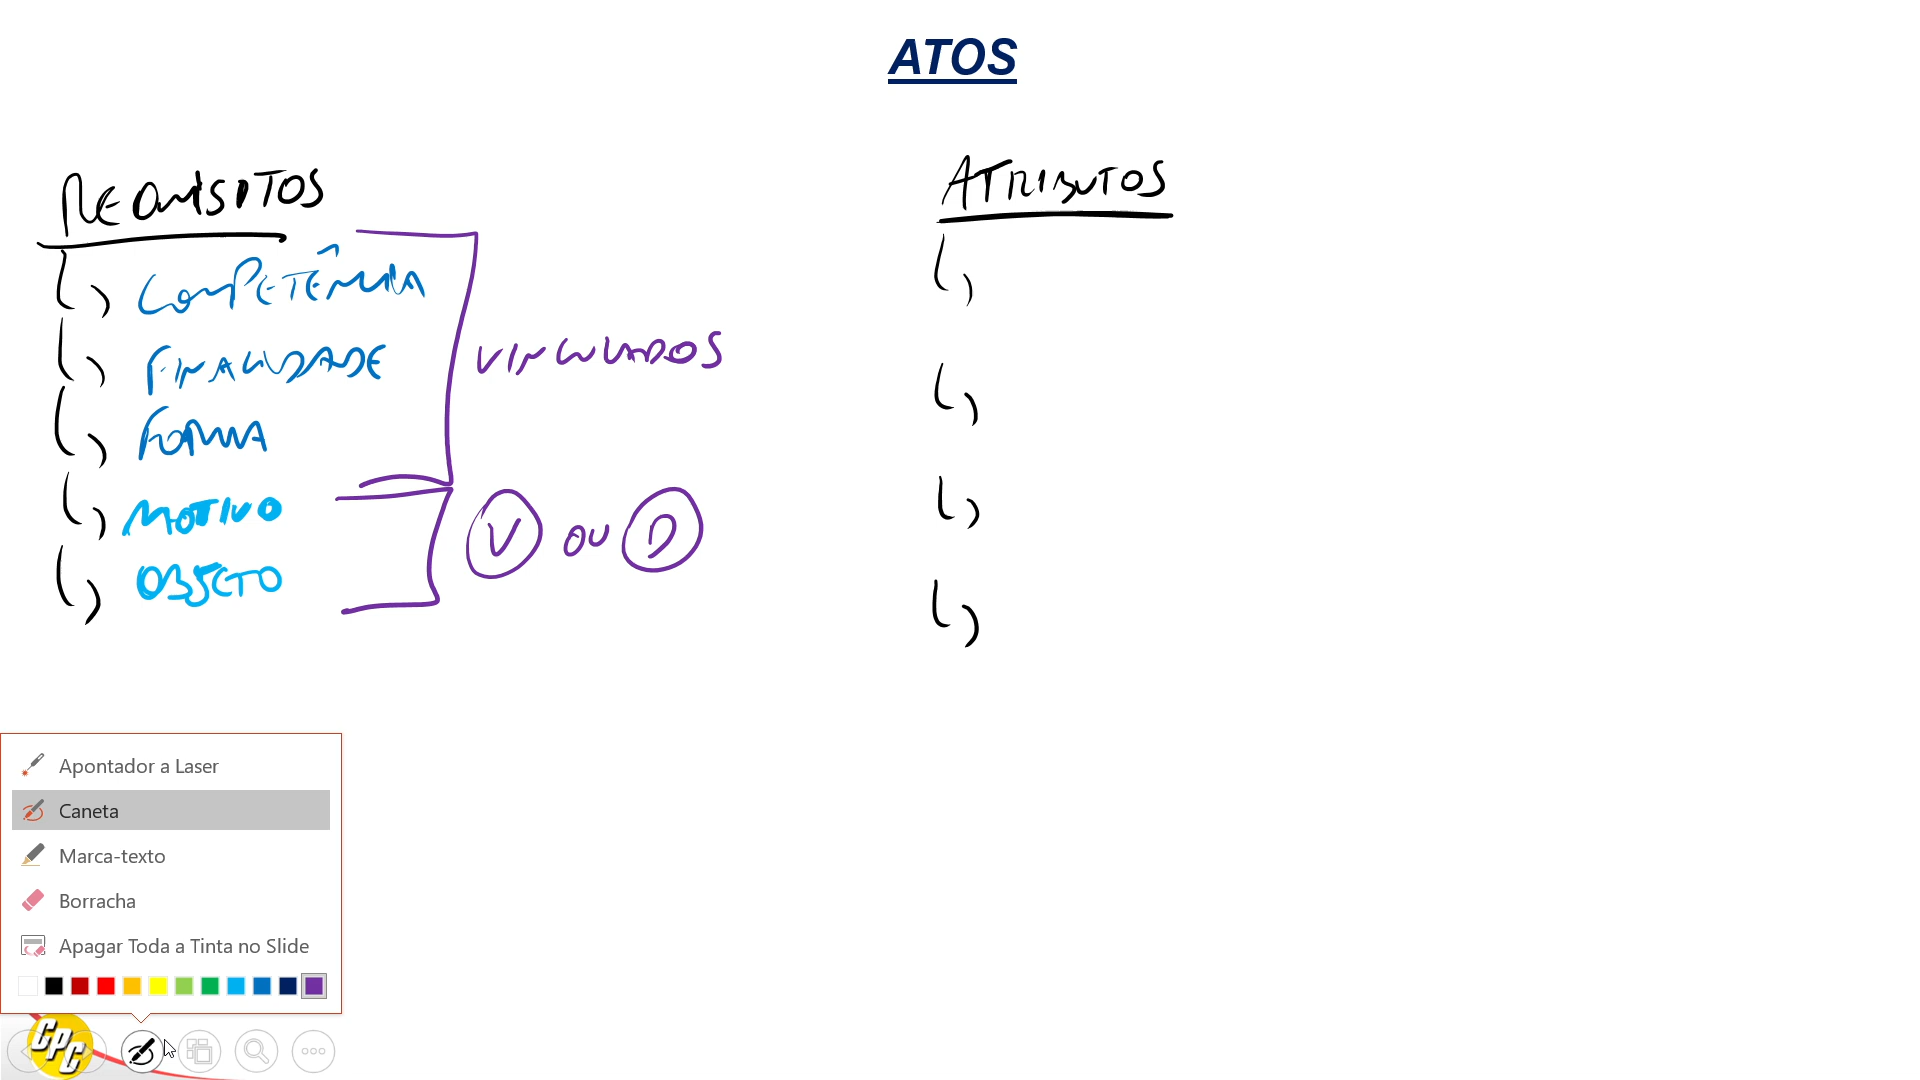 ATOS
REQUISITOS
COMPETÊNCIA
FINALIDADE
FORMA
MOTIVO
OBJETO
VINCULADOS
V OU D
ATRIBUTOS
Apontador a Laser
Caneta
Marca-texto
Borracha
Apagar Toda a Tinta no Slide
CPC